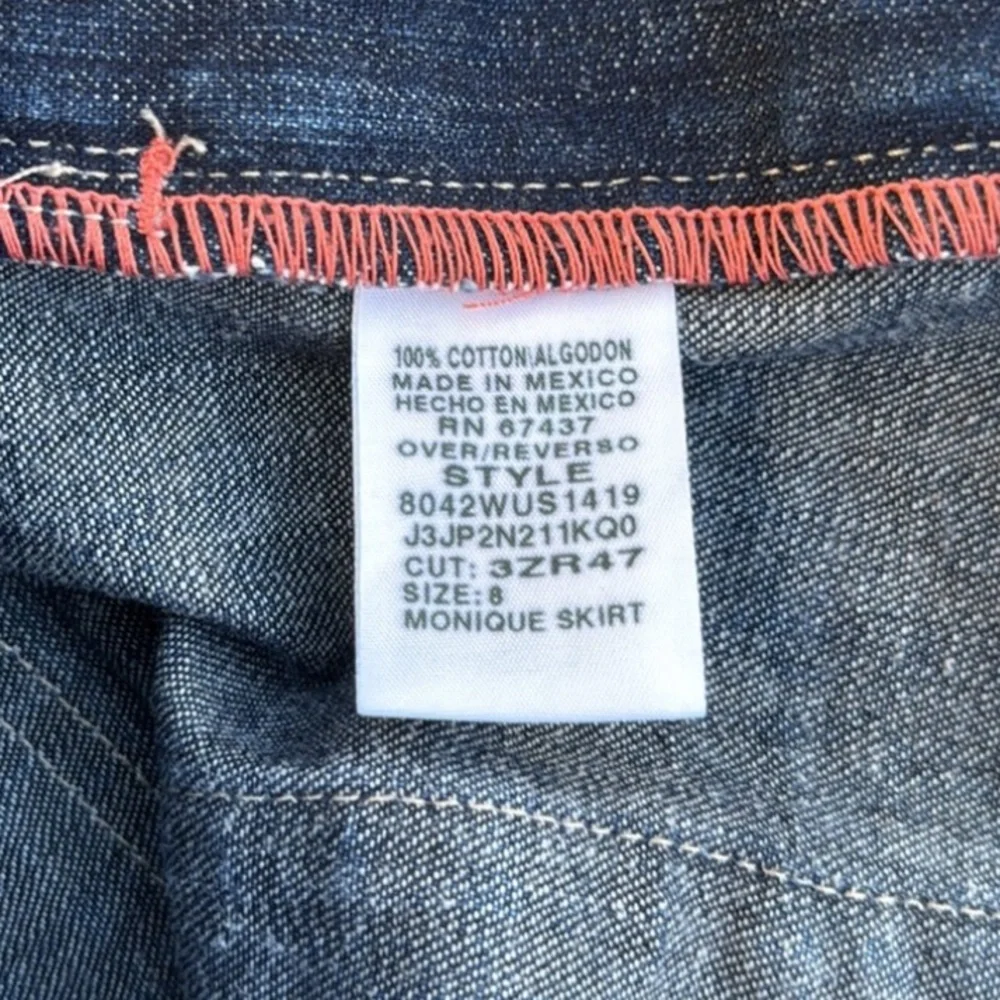 100% COTTON\ALGODON
MADE IN MEXICO
HECHO EN MEXICO
RN 67437
OVER/REVERSO
STYLE
8042WUS1419
J3JP2N211KQ0
CUT: 3ZR47
SIZE: 8
MONIQUE SKIRT